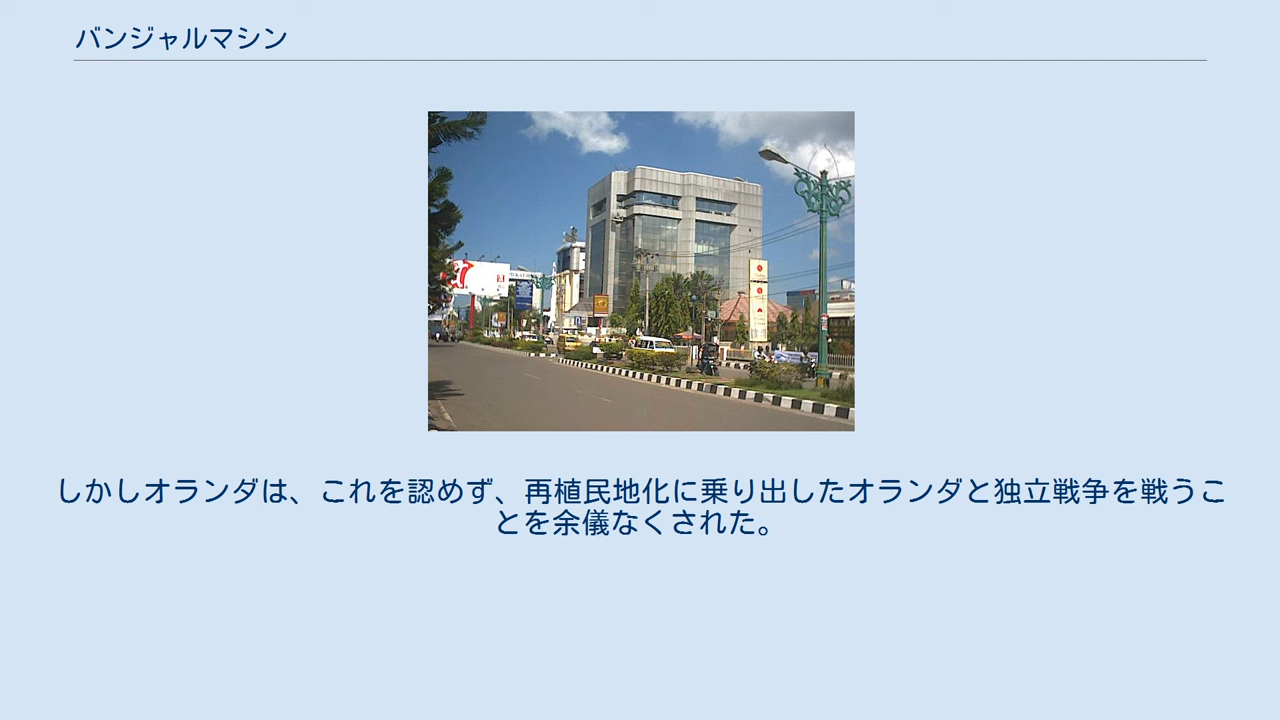 バンジャルマシン
しかしオランダは、これを認めず、再植民地化に乗り出したオランダと独立戦争を戦うこ
とを余儀なくされた。